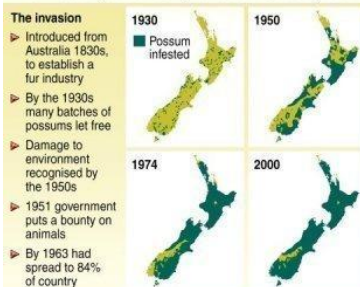 The invasion
Introduced from
Australia 1830s,
to establish a
fur industry
By the 1930s
many batches of
possums let free
Damage to
environment
recognised by
the 1950s
1951 government
puts a bounty on
animals
By 1963 had
spread to 84%
of country
1930
Possum
infested
1950
1974
2000